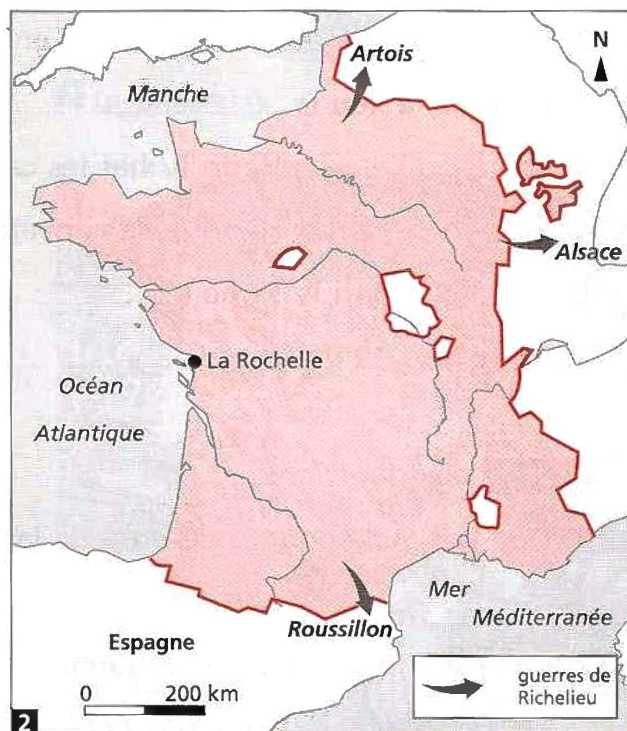 Artois
N
Manche
Alsace
La Rochelle
Océan
Atlantique
Mer
Méditerranée
Roussillon
Espagne
guerres de
Richelieu
0 200 km
2